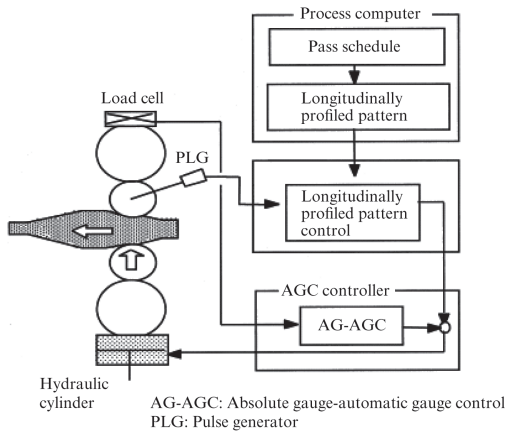 Process computer
Pass schedule
Longitudinally
profiled pattern
Load cell
PLG
Longitudinally
profiled pattern
control
AGC controller
AG-AGC
Hydraulic
cylinder
AG-AGC: Absolute gauge-automatic gauge control
PLG: Pulse generator